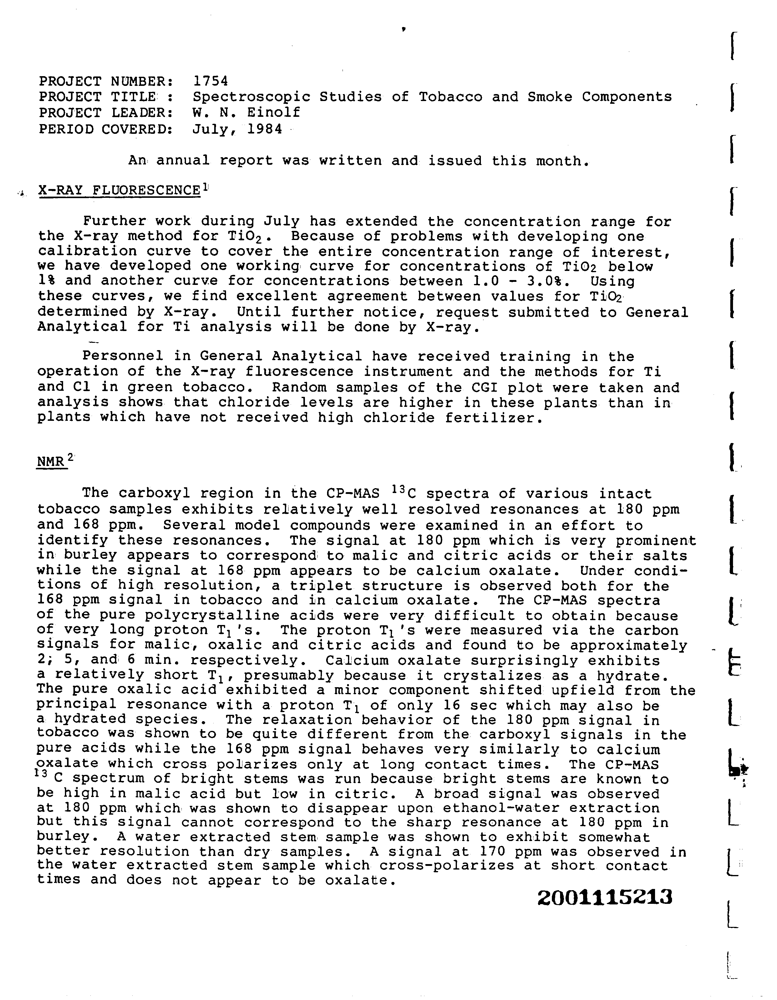 PROJECT NUMBER: 1754
PROJECT TITLE : Spectroscopic Studies of Tobacco and Smoke Components
PROJECT LEADER: W. N. Einolf
PERIOD COVERED: July, 1984
An annual report was written and issued this month.
X-RAY FLUORESCENCE¹
Further work during July has extended the concentration range for
the X-ray method for TiO₂. Because of problems with developing one
calibration curve to cover the entire concentration range of interest,
we have developed one working curve for concentrations of TiO₂ below
1% and another curve for concentrations between 1.0 - 3.0%. Using
these curves, we find excellent agreement between values for TiO₂
determined by X-ray. Until further notice, request submitted to General
Analytical for Ti analysis will be done by X-ray.
Personnel in General Analytical have received training in the
operation of the X-ray fluorescence instrument and the methods for Ti
and Cl in green tobacco. Random samples of the CGI plot were taken and
analysis shows that chloride levels are higher in these plants than in
plants which have not received high chloride fertilizer.
NMR²
The carboxyl region in the CP-MAS ¹³C spectra of various intact
tobacco samples exhibits relatively well resolved resonances at 180 ppm
and 168 ppm. Several model compounds were examined in an effort to
identify these resonances. The signal at 180 ppm which is very prominent
in burley appears to correspond to malic and citric acids or their salts
while the signal at 168 ppm appears to be calcium oxalate. Under condi-
tions of high resolution, a triplet structure is observed both for the
168 ppm signal in tobacco and in calcium oxalate. The CP-MAS spectra
of the pure polycrystalline acids were very difficult to obtain because
of very long proton T₁'s. The proton T₁'s were measured via the carbon
signals for malic, oxalic and citric acids and found to be approximately
2; 5, and 6 min. respectively. Calcium oxalate surprisingly exhibits
a relatively short T₁, presumably because it crystalizes as a hydrate.
The pure oxalic acid exhibited a minor component shifted upfield from the
principal resonance with a proton T₁ of only 16 sec which may also be
a hydrated species. The relaxation behavior of the 180 ppm signal in
tobacco was shown to be quite different from the carboxyl signals in the
pure acids while the 168 ppm signal behaves very similarly to calcium
oxalate which cross polarizes only at long contact times. The CP-MAS
¹³C spectrum of bright stems was run because bright stems are known to
be high in malic acid but low in citric. A broad signal was observed
at 180 ppm which was shown to disappear upon ethanol-water extraction
but this signal cannot correspond to the sharp resonance at 180 ppm in
burley. A water extracted stem sample was shown to exhibit somewhat
better resolution than dry samples. A signal at 170 ppm was observed in
the water extracted stem sample which cross-polarizes at short contact
times and does not appear to be oxalate.
2001115213